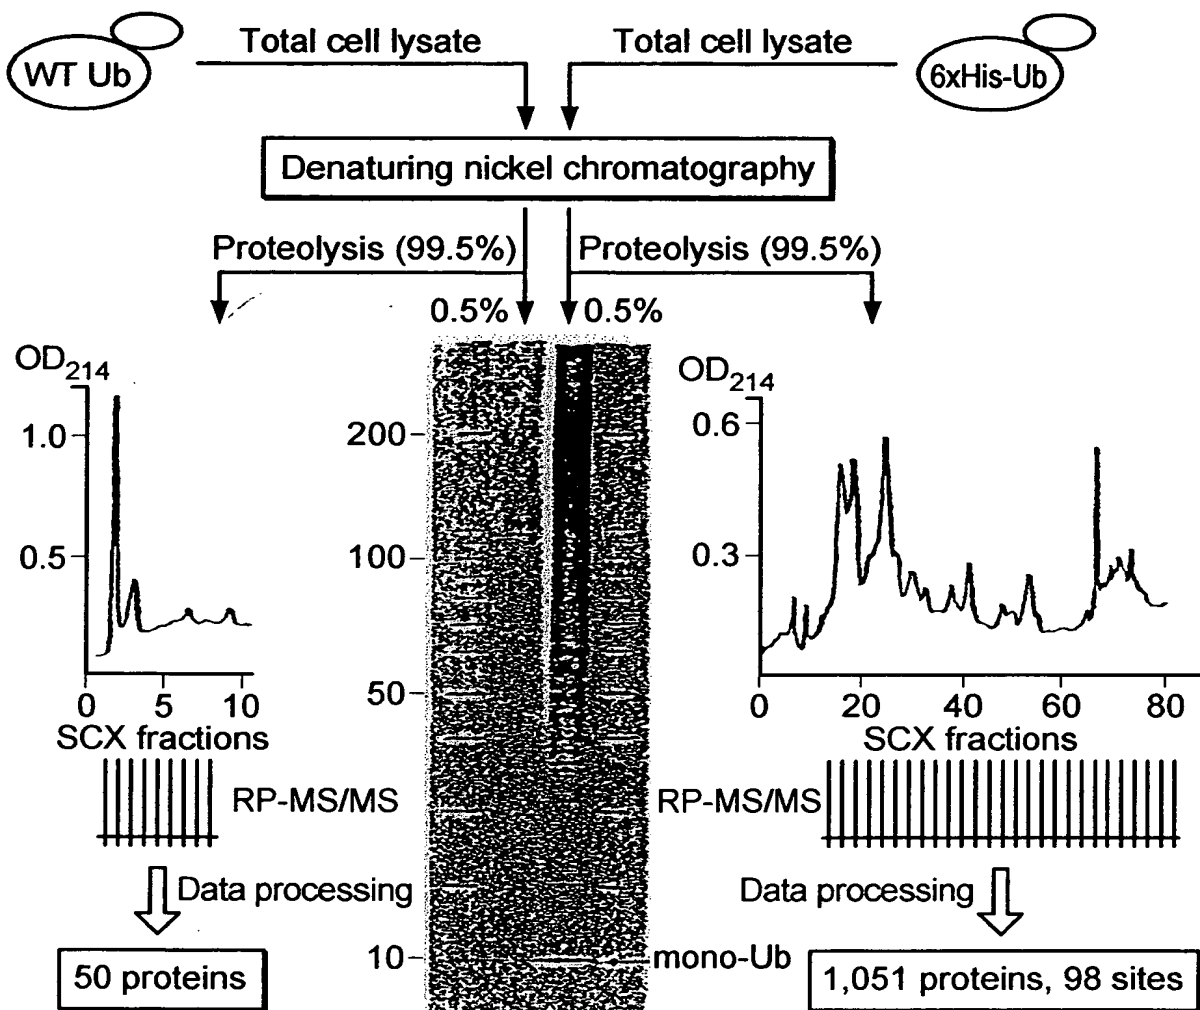 WT Ub
Total cell lysate
Total cell lysate
6xHis-Ub
Denaturing nickel chromatography
Proteolysis (99.5%)
Proteolysis (99.5%)
0.5%
0.5%
OD214
1.0
0.5
0 5 10
SCX fractions
RP-MS/MS
Data processing
50 proteins
200
100
50
10
mono-Ub
OD214
0.6
0.3
0 20 40 60 80
SCX fractions
RP-MS/MS
Data processing
1,051 proteins, 98 sites